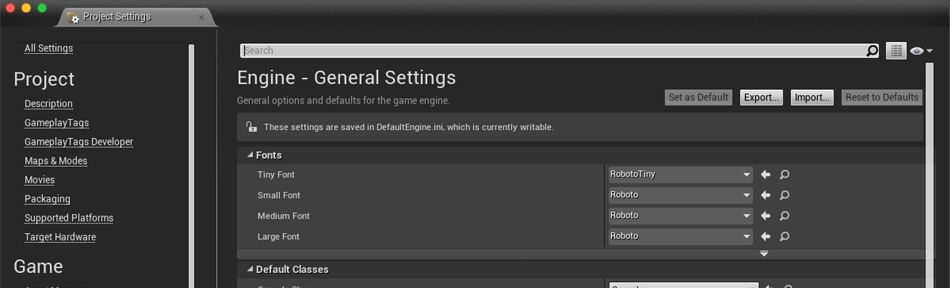 Project Settings
All Settings
Search
Project
Engine - General Settings
Description
General options and defaults for the game engine.
Set as Default
Export...
Import...
Reset to Defaults
GameplayTags
These settings are saved in DefaultEngine.ini, which is currently writable.
GameplayTags Developer
Maps & Modes
Fonts
Movies
Tiny Font
RobotoTiny
Packaging
Small Font
Roboto
Supported Platforms
Medium Font
Roboto
Target Hardware
Large Font
Roboto
Game
Default Classes